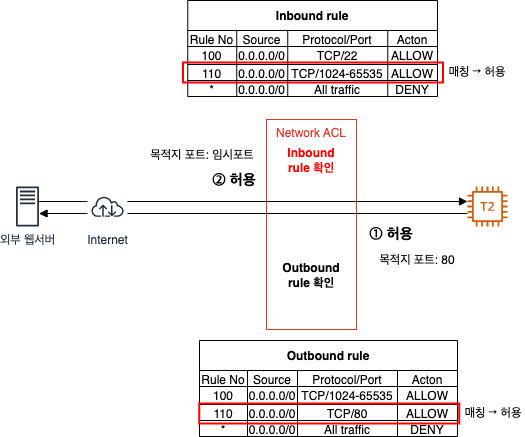 Inbound rule
Rule No Source Protocol/Port Acton
100 0.0.0.0/0 TCP/22 ALLOW
110 0.0.0.0/0 TCP/1024-65535 ALLOW
매칭 → 허용
* 0.0.0.0/0 All traffic DENY
Network ACL
목적지 포트: 임시포트
Inbound
rule 확인
② 허용
T2
외부 웹서버
Internet
① 허용
목적지 포트: 80
Outbound
rule 확인
Outbound rule
Rule No Source Protocol/Port Acton
100 0.0.0.0/0 TCP/1024-65535 ALLOW
110 0.0.0.0/0 TCP/80 ALLOW
매칭 → 허용
* 0.0.0.0/0 All traffic DENY